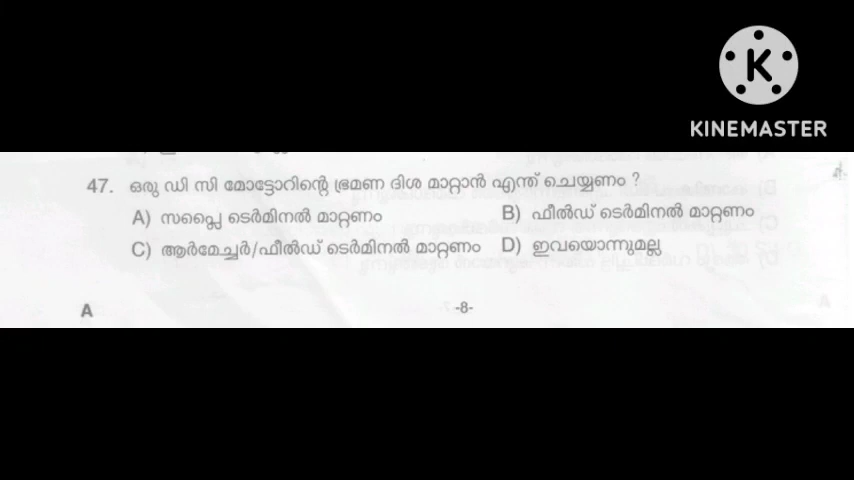 KINEMASTER
47. ഒരു ഡി സി മോട്ടോറിന്റെ ഭ്രമണ ദിശ മാറ്റാൻ എന്ത് ചെയ്യണം ?
A) സപ്ലൈ ടെർമിനൽ മാറ്റണം B) ഫീൽഡ് ടെർമിനൽ മാറ്റണം
C) ആർമേച്ചർ/ഫീൽഡ് ടെർമിനൽ മാറ്റണം D) ഇവയൊന്നുമല്ല
A -8-